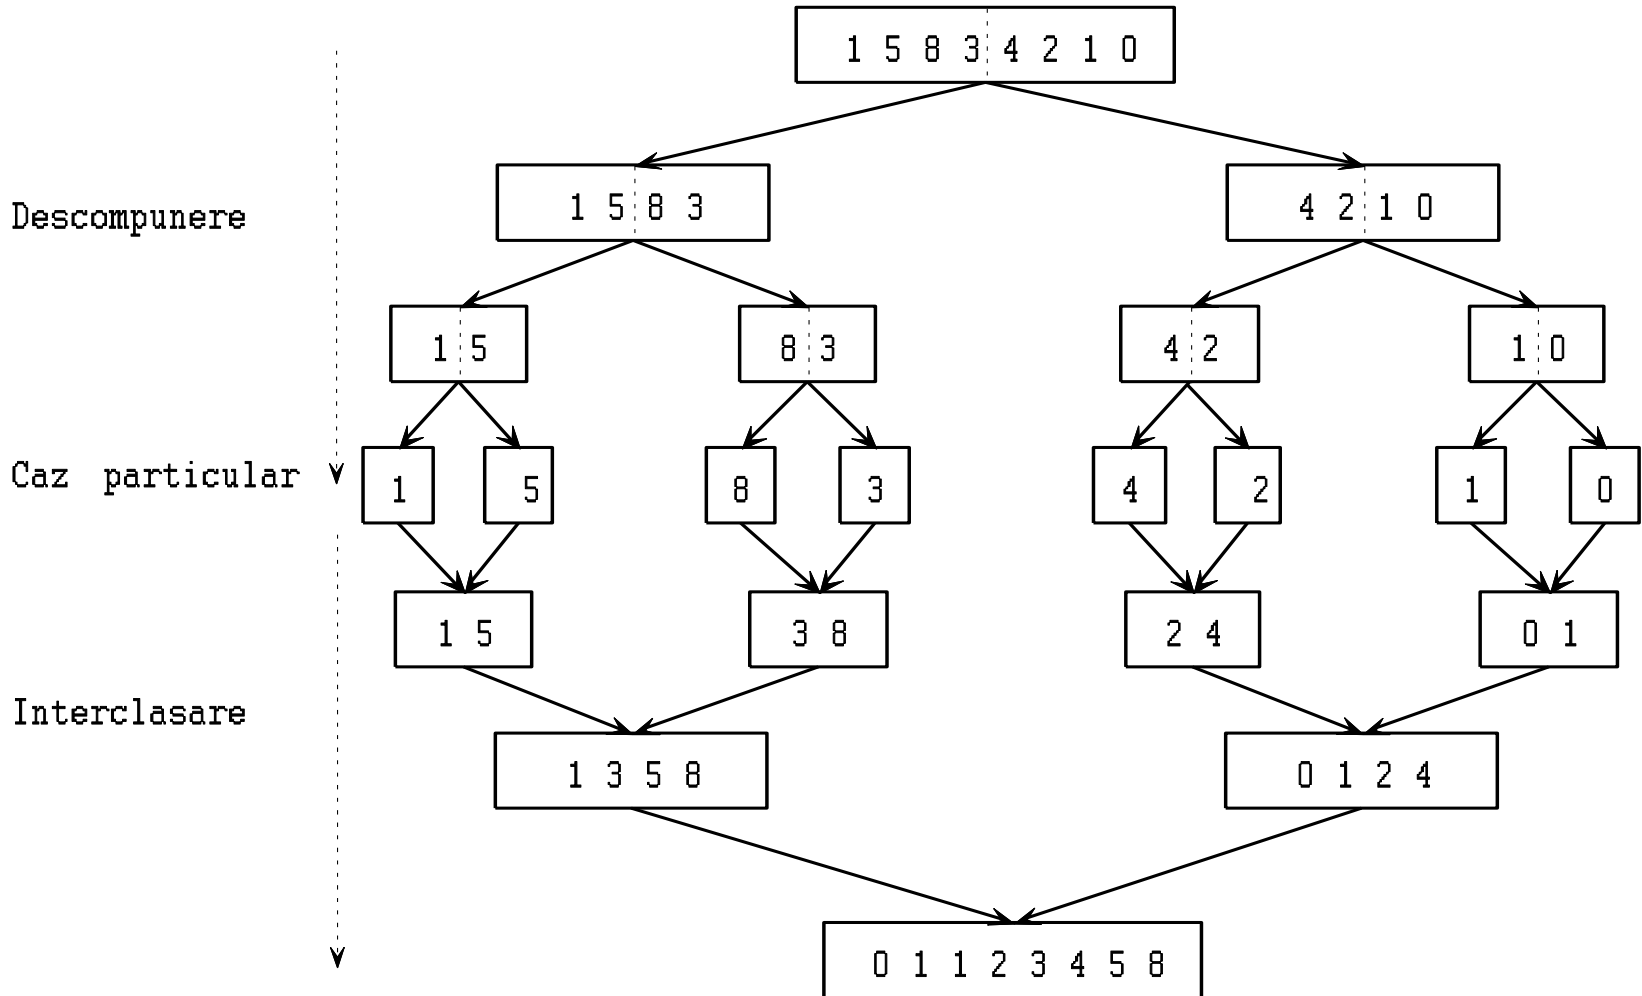 1 5 8 3 4 2 1 0
Descompunere
1 5 8 3
4 2 1 0
1 5
8 3
4 2
1 0
Caz particular
1
5
8
3
4
2
1
0
1 5
3 8
2 4
0 1
Interclasare
1 3 5 8
0 1 2 4
0 1 1 2 3 4 5 8